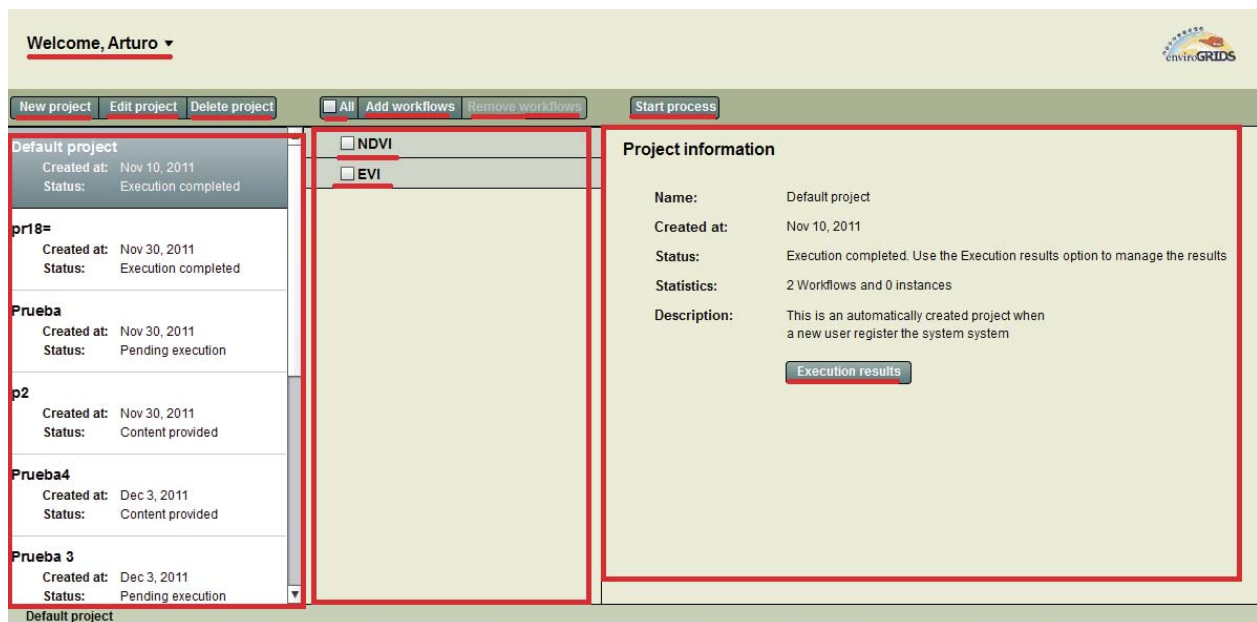 Welcome, Arturo
enviroGRIDS
New project Edit project Delete project
All Add workflows Remove workflows
Start process
Default project
Created at: Nov 10, 2011
Status: Execution completed
pr18=
Created at: Nov 30, 2011
Status: Execution completed
Prueba
Created at: Nov 30, 2011
Status: Pending execution
p2
Created at: Nov 30, 2011
Status: Content provided
Prueba4
Created at: Dec 3, 2011
Status: Content provided
Prueba 3
Created at: Dec 3, 2011
Status: Pending execution
NDVI
EVI
Project information
Name: Default project
Created at: Nov 10, 2011
Status: Execution completed. Use the Execution results option to manage the results
Statistics: 2 Workflows and 0 instances
Description: This is an automatically created project when
a new user register the system system
Execution results
Default project